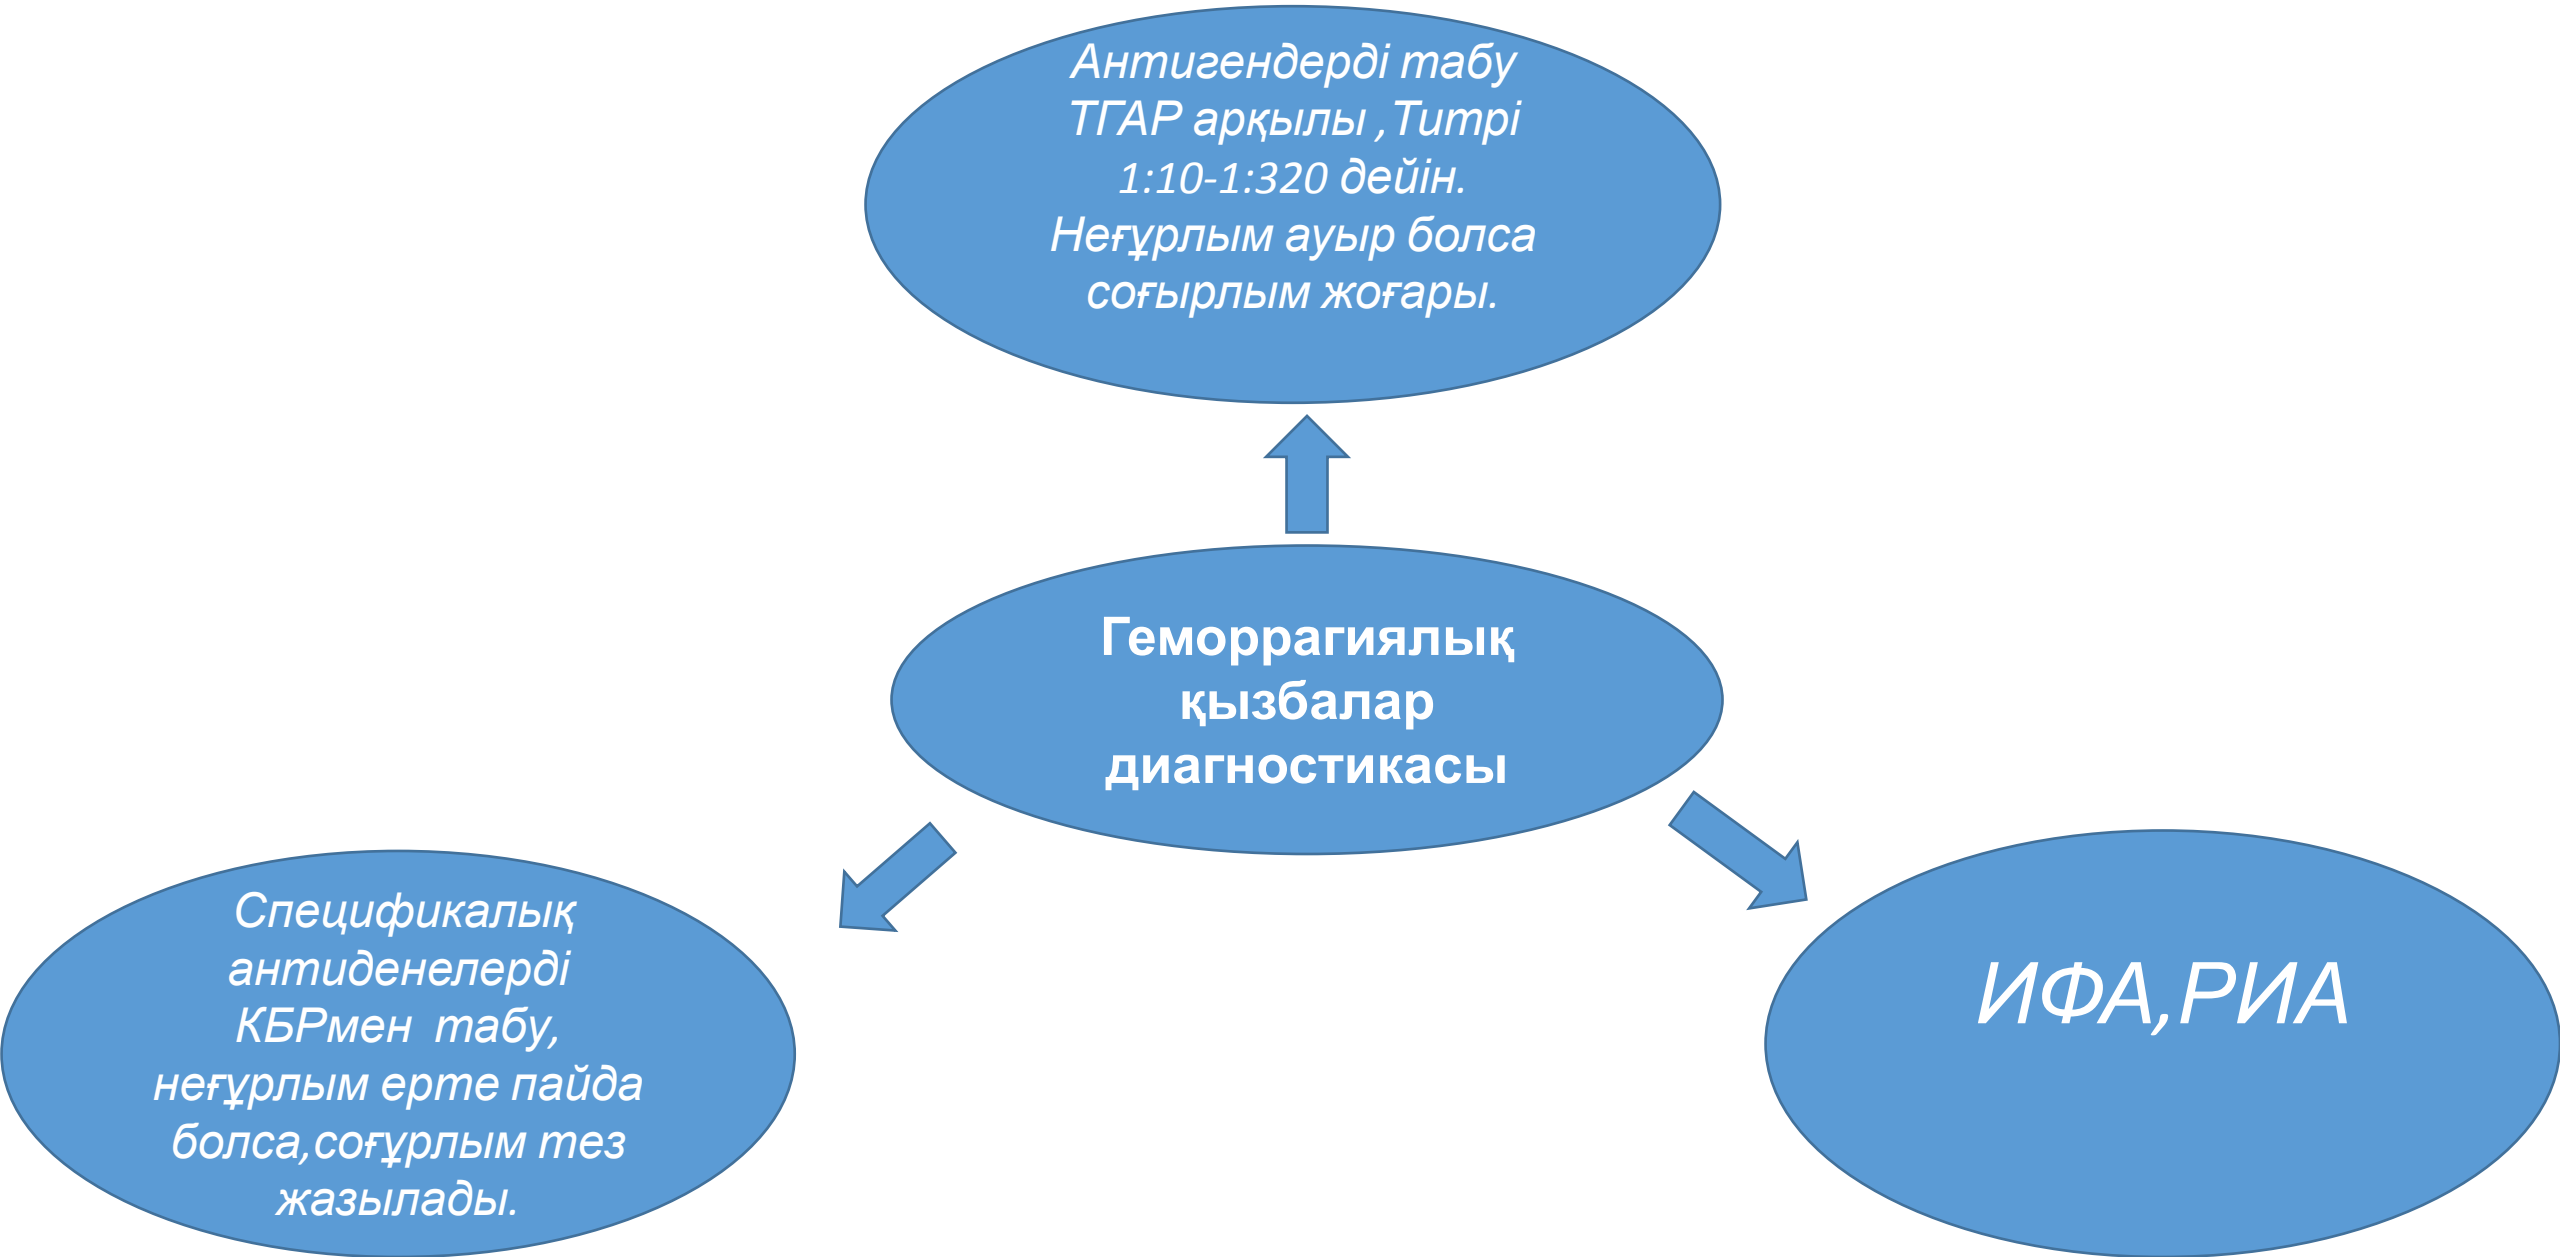 Антигендерді табу
ТГАР арқылы ,Титрі
1:10-1:320 дейін.
Неғұрлым ауыр болса
соғырлым жоғары.
Геморрагиялық
қызбалар
диагностикасы
Спецификалық
антиденелерді
КБРмен табу,
неғұрлым ерте пайда
болса,соғұрлым тез
жазылады.
ИФА,РИА